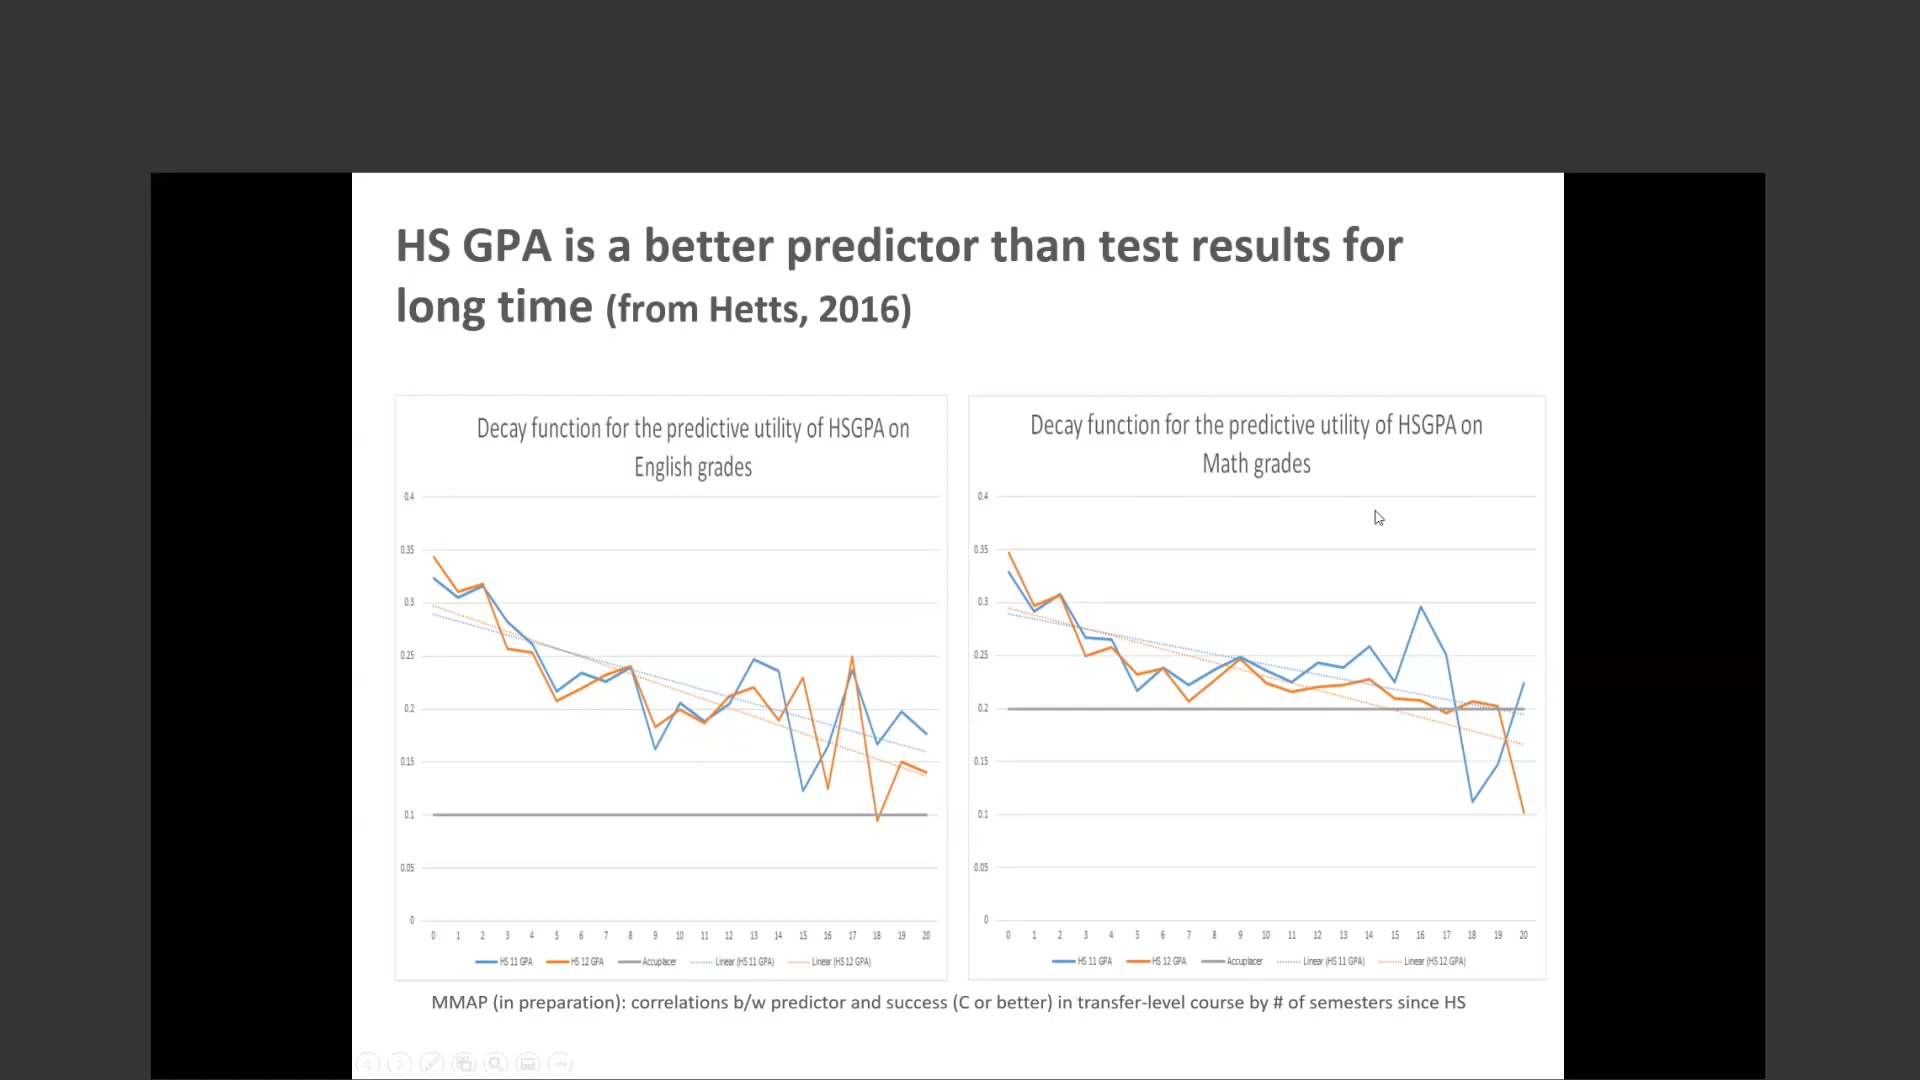 HS GPA is a better predictor than test results for
long time (from Hetts, 2016)
Decay function for the predictive utility of HSGPA on
English grades
0.4
0.35
0.3
0.25
0.2
0.15
0.1
0.05
0
0 1 2 3 4 5 6 7 8 9 10 11 12 13 14 15 16 17 18 19 20
HS 11 GPA HS 12 GPA Accuplacer Linear (HS 11 GPA) Linear (HS 12 GPA)
Decay function for the predictive utility of HSGPA on
Math grades
0.4
0.35
0.3
0.25
0.2
0.15
0.1
0.05
0
0 1 2 3 4 5 6 7 8 9 10 11 12 13 14 15 16 17 18 19 20
HS 11 GPA HS 12 GPA Accuplacer Linear (HS 11 GPA) Linear (HS 12 GPA)
MMAP (in preparation): correlations b/w predictor and success (C or better) in transfer-level course by # of semesters since HS